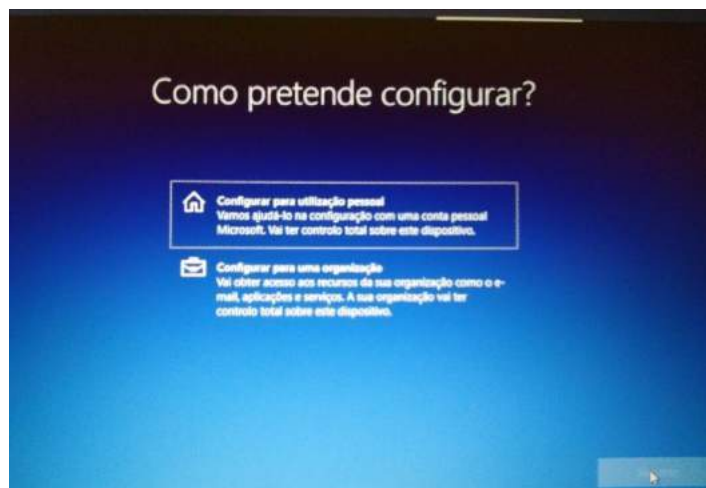 Como pretende configurar?
Configurar para utilização pessoal
Vamos ajudá-lo na configuração com uma conta pessoal
Microsoft. Vai ter controlo total sobre este dispositivo.
Configurar para uma organização
Vai obter acesso aos recursos da sua organização como o e-
mail, aplicações e serviços. A sua organização vai ter
controlo total sobre este dispositivo.